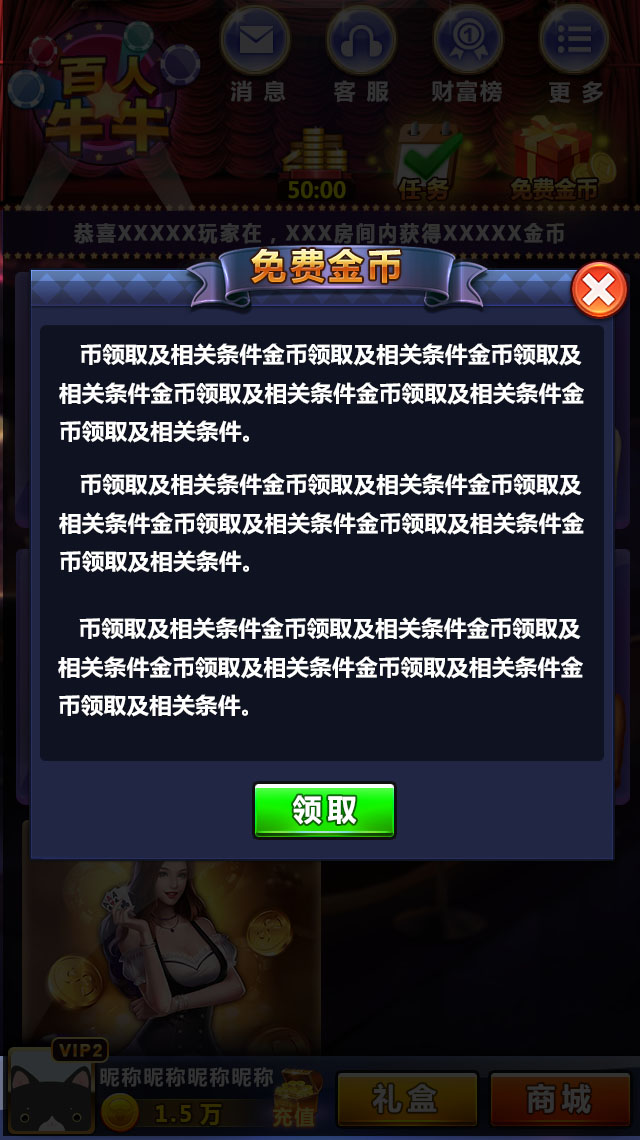 百人
牛牛
消息
客服
财富榜
更多
50:00
任务
免费金币
恭喜XXXXX玩家在，XXX房间内获得XXXXX金币
免费金币
币领取及相关条件金币领取及相关条件金币领取及
相关条件金币领取及相关条件金币领取及相关条件金
币领取及相关条件。
币领取及相关条件金币领取及相关条件金币领取及
相关条件金币领取及相关条件金币领取及相关条件金
币领取及相关条件。
币领取及相关条件金币领取及相关条件金币领取及
相关条件金币领取及相关条件金币领取及相关条件金
币领取及相关条件。
领取
VIP2
昵称昵称昵称昵称
1.5万
充值
礼盒
商城